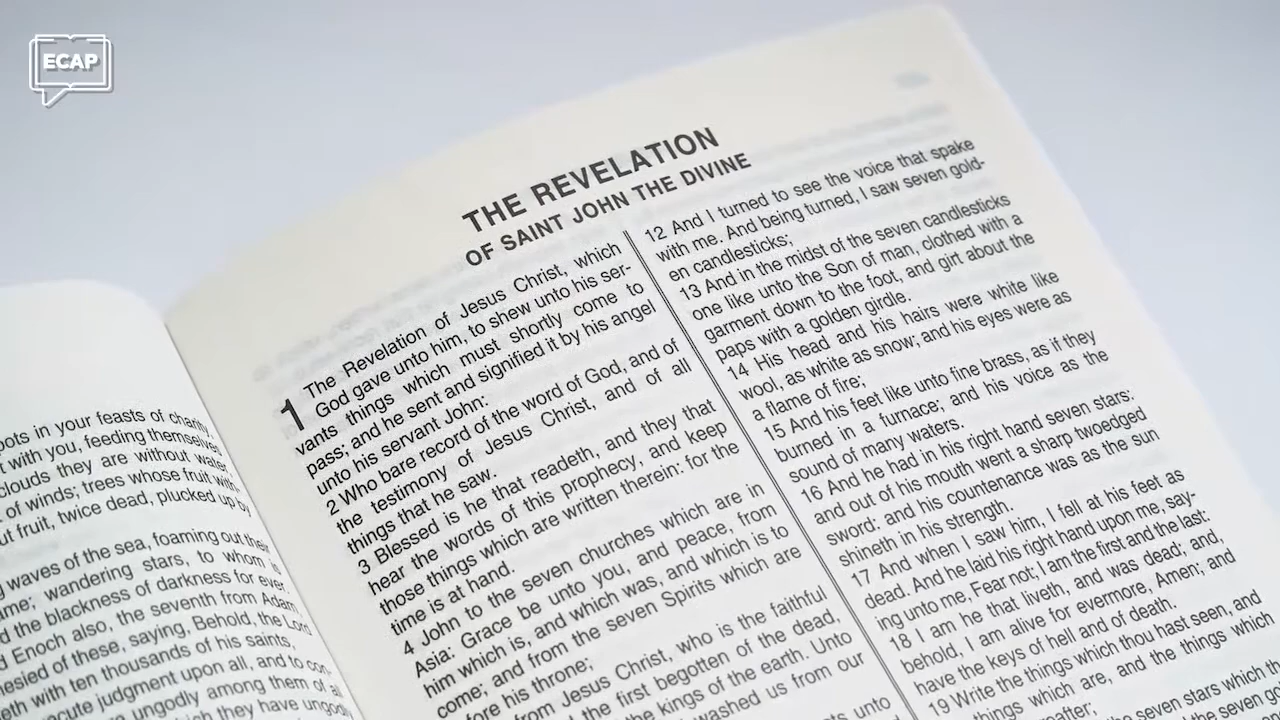 ECAP
oots in your feasts of charity,
t with you, feeding themselves
clouds they are without water,
of winds; trees whose fruit with-
ut fruit, twice dead, plucked up by
g waves of the sea, foaming out their
ame; wandering stars, to whom is
d the blackness of darkness for ever.
d Enoch also, the seventh from Adam,
hesied of these, saying, Behold, the Lord
eth with ten thousands of his saints,
ecute judgment upon all, and to con-
are ungodly among them of all
which they have ungodly
THE REVELATION
OF SAINT JOHN THE DIVINE
1 The Revelation of Jesus Christ, which
God gave unto him, to shew unto his ser-
vants things which must shortly come to
pass; and he sent and signified it by his angel
unto his servant John:
2 Who bare record of the word of God, and of
the testimony of Jesus Christ, and of all
things that he saw.
3 Blessed is he that readeth, and they that
hear the words of this prophecy, and keep
those things which are written therein: for the
time is at hand.
4 John to the seven churches which are in
Asia: Grace be unto you, and peace, from
him which is, and which was, and which is to
come; and from the seven Spirits which are
fore his throne;
from Jesus Christ, who is the faithful
the first begotten of the dead,
the kings of the earth. Unto
washed us from our
unto
12 And I turned to see the voice that spake
with me. And being turned, I saw seven gold-
en candlesticks;
13 And in the midst of the seven candlesticks
one like unto the Son of man, clothed with a
garment down to the foot, and girt about the
paps with a golden girdle.
14 His head and his hairs were white like
wool, as white as snow; and his eyes were as
a flame of fire;
15 And his feet like unto fine brass, as if they
burned in a furnace; and his voice as the
sound of many waters.
16 And he had in his right hand seven stars:
and out of his mouth went a sharp twoedged
sword: and his countenance was as the sun
shineth in his strength.
17 And when I saw him, I fell at his feet as
dead. And he laid his right hand upon me, say-
ing unto me, Fear not; I am the first and the last:
18 I am he that liveth, and was dead; and,
behold, I am alive for evermore, Amen; and
have the keys of hell and of death.
19 Write the things which thou hast seen, and
things which are, and the things which
eafter;
the seven stars which th
the seven go